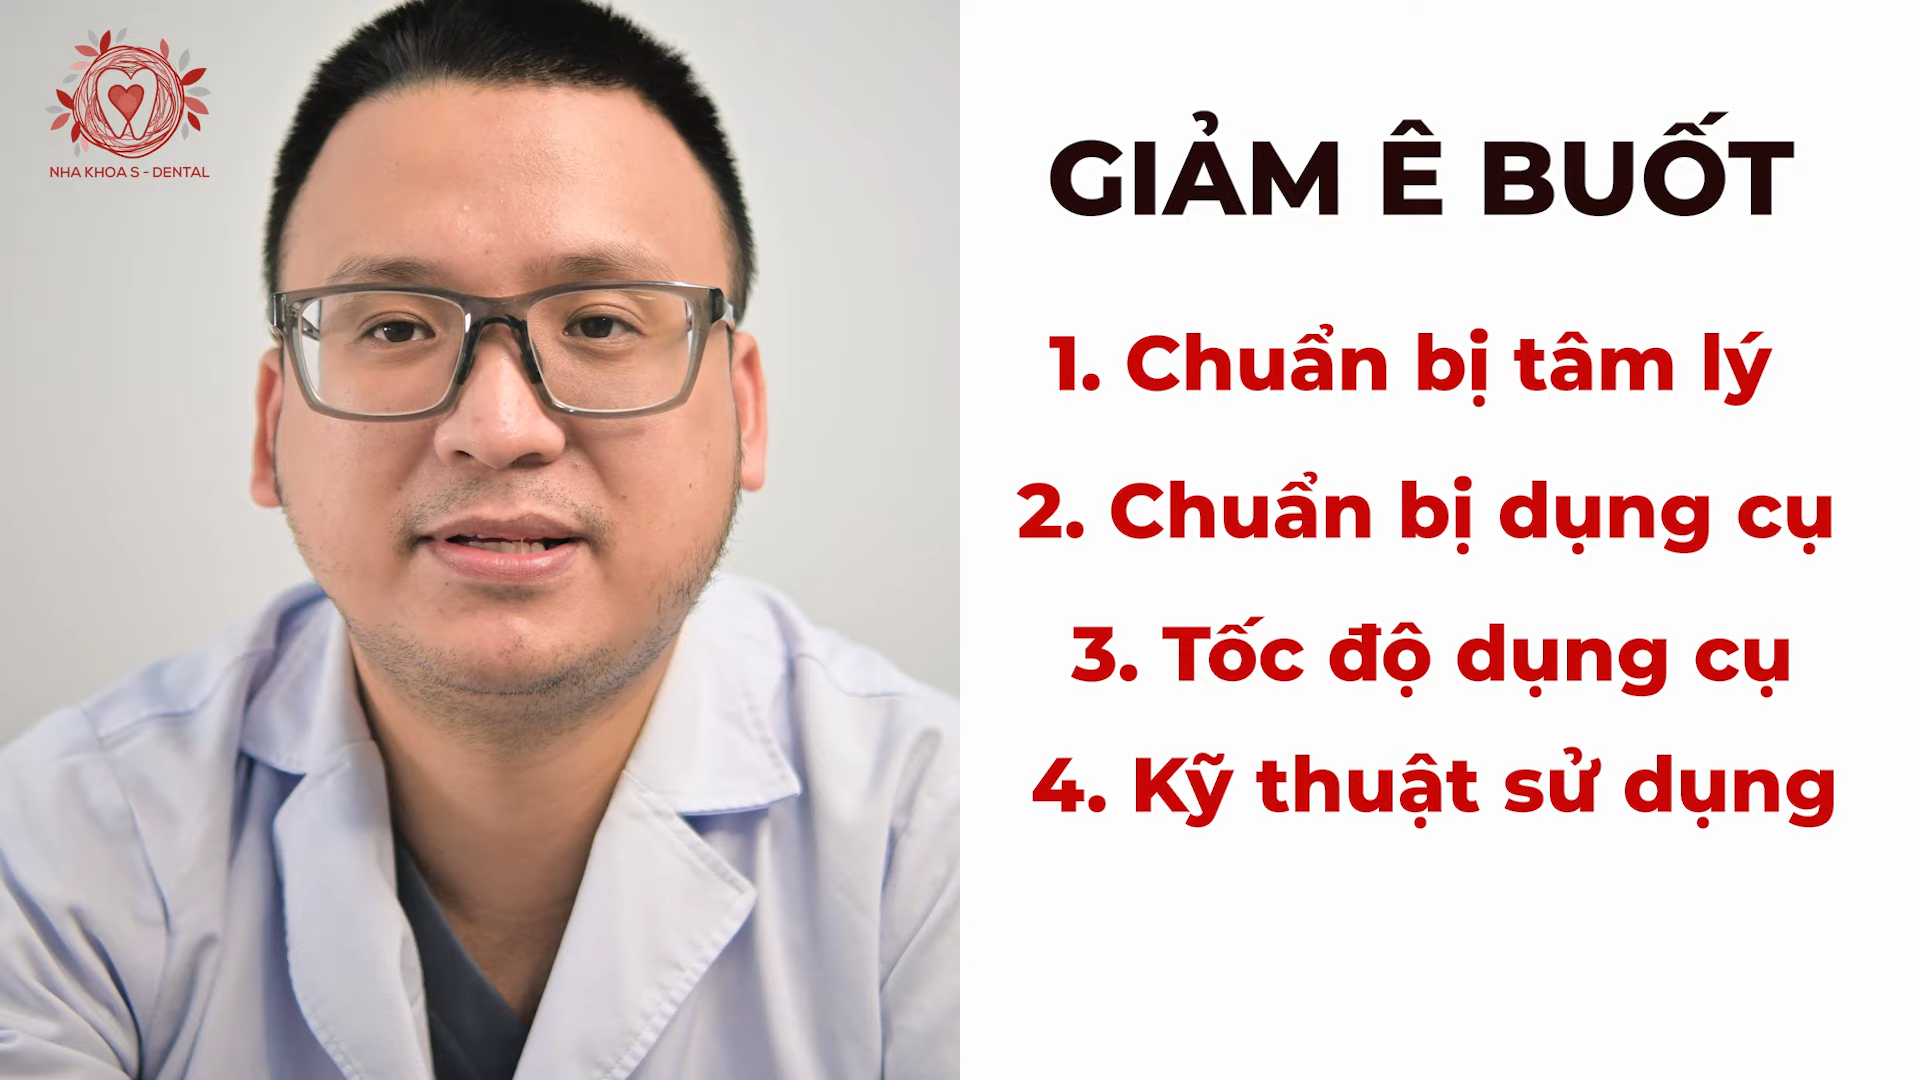 NHA KHOA S - DENTAL
GIẢM Ê BUỐT
1. Chuẩn bị tâm lý
2. Chuẩn bị dụng cụ
3. Tốc độ dụng cụ
4. Kỹ thuật sử dụng